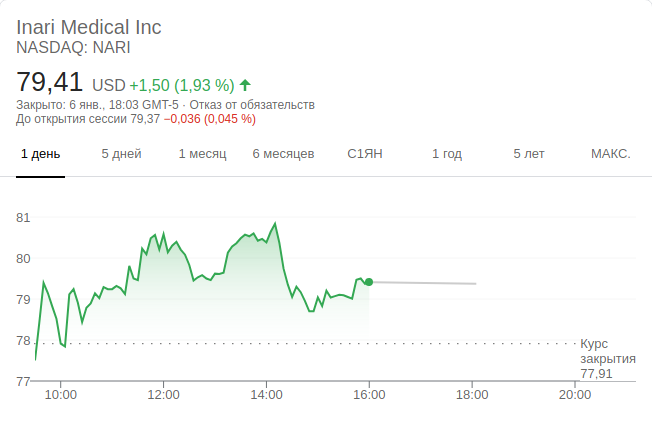 Inari Medical Inc
NASDAQ: NARI
79,41 USD +1,50 (1,93 %)
Закрыто: 6 янв., 18:03 GMT-5 · Отказ от обязательств
До открытия сессии 79,37 −0,036 (0,045 %)
1 день 5 дней 1 месяц 6 месяцев С1ЯН 1 год 5 лет МАКС.
81
80
79
78
Курс
закрытия
77,91
77
10:00 12:00 14:00 16:00 18:00 20:00